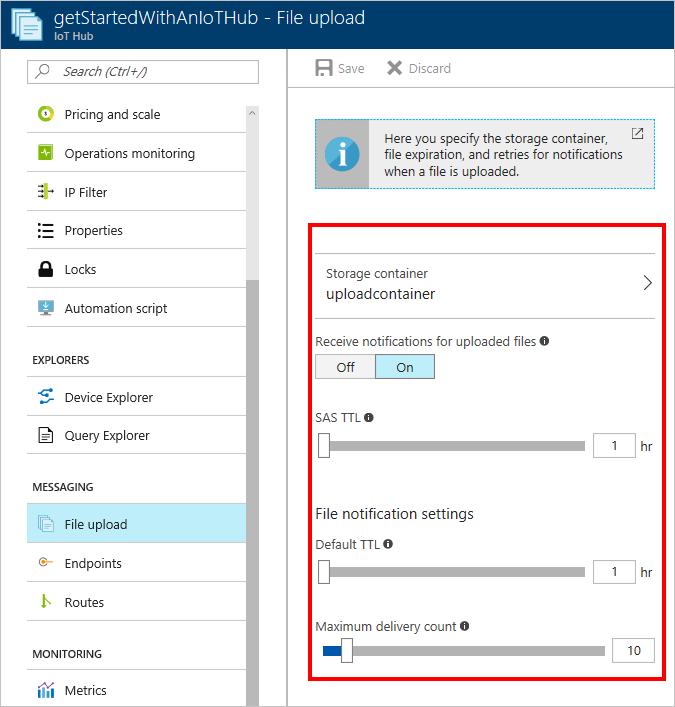 getStartedWithAnIoTHub - File upload
IoT Hub
Search (Ctrl+/)
Pricing and scale
Operations monitoring
IP Filter
Properties
Locks
Automation script
EXPLORERS
Device Explorer
Query Explorer
MESSAGING
File upload
Endpoints
Routes
MONITORING
Metrics
Save
Discard
Here you specify the storage container,
file expiration, and retries for notifications
when a file is uploaded.
Storage container
uploadcontainer
Receive notifications for uploaded files
Off
On
SAS TTL
1 hr
File notification settings
Default TTL
1 hr
Maximum delivery count
10